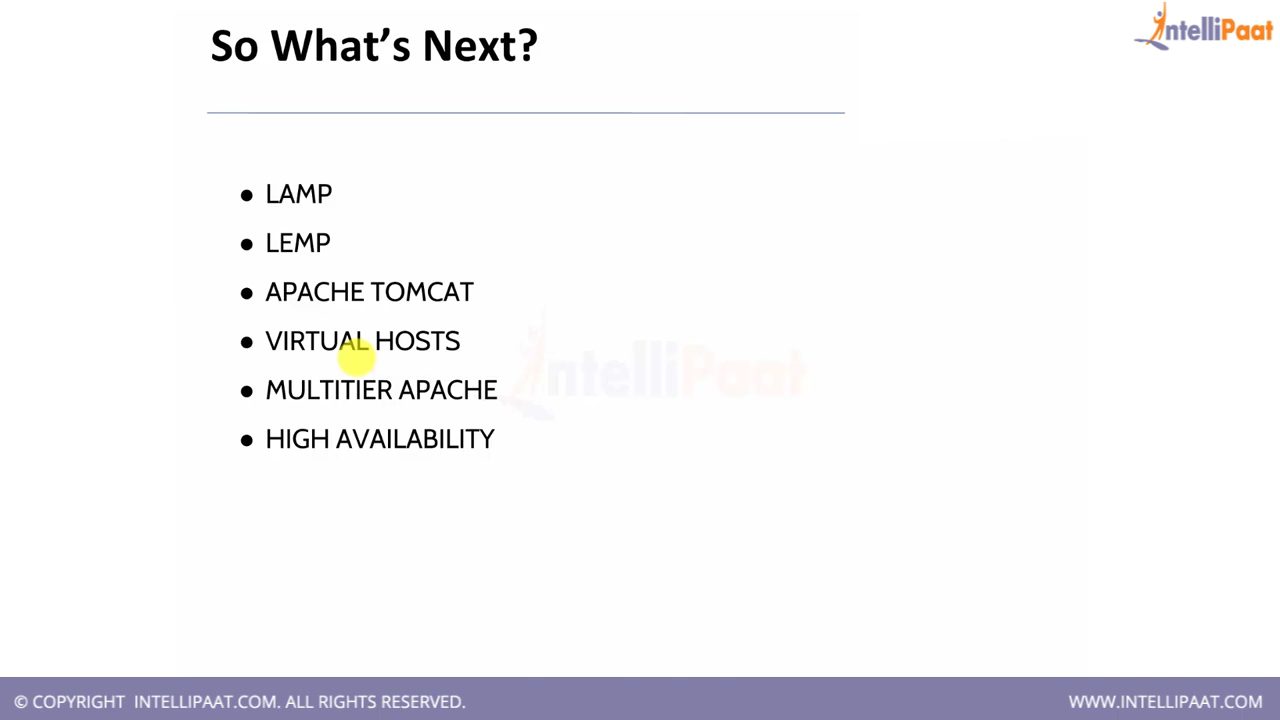 So What's Next?
IntelliPaat
● LAMP
● LEMP
● APACHE TOMCAT
● VIRTUAL HOSTS
● MULTITIER APACHE
● HIGH AVAILABILITY
IntelliPaat
© COPYRIGHT INTELLIPAAT.COM. ALL RIGHTS RESERVED.
WWW.INTELLIPAAT.COM